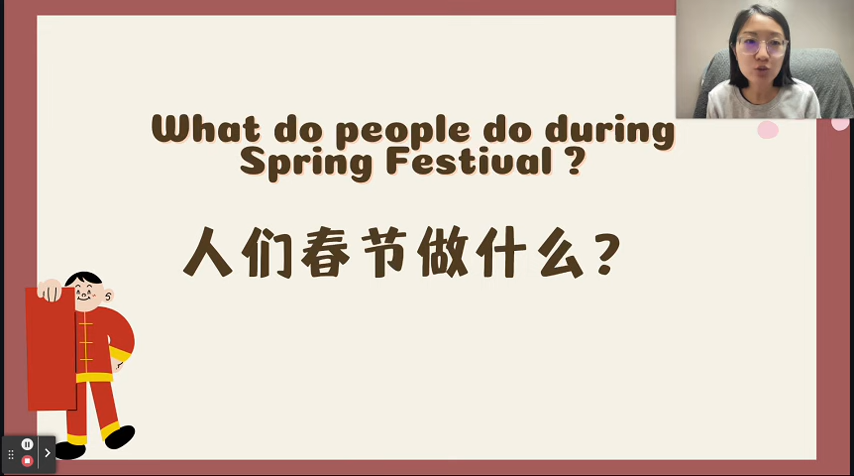 What do people do during
Spring Festival ?
人们春节做什么?